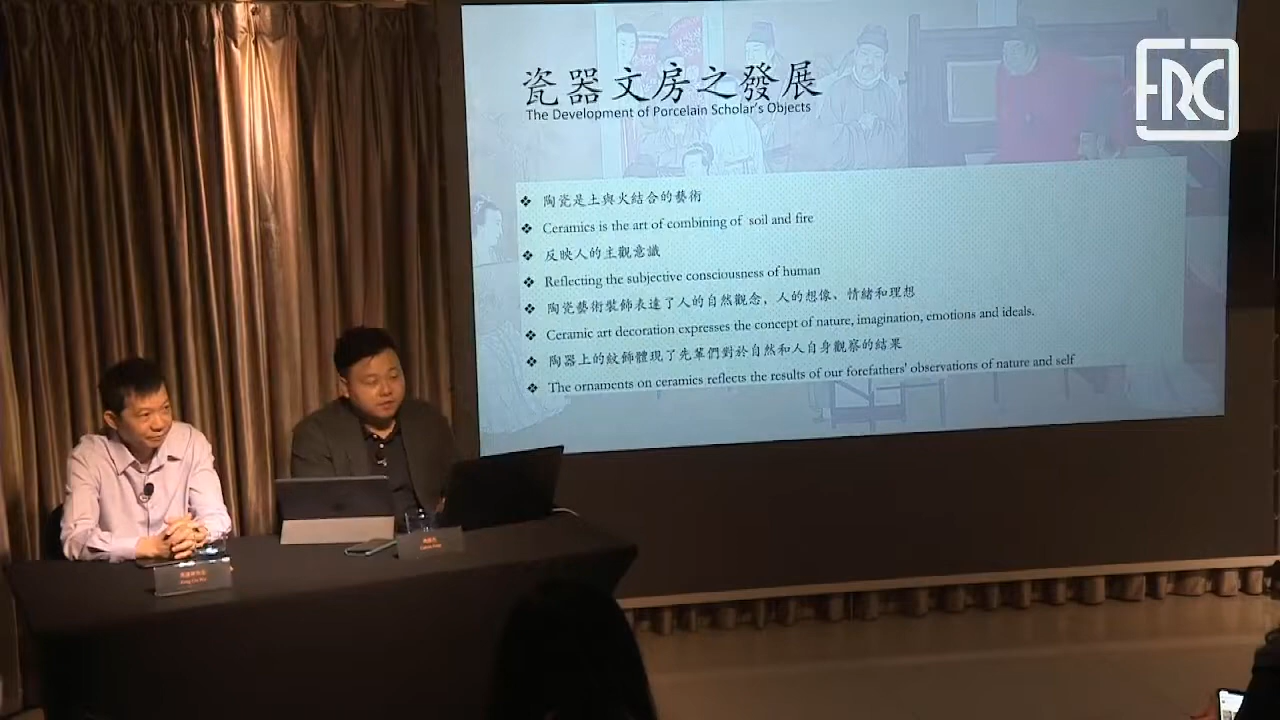 FRC
瓷器文房之發展
The Development of Porcelain Scholar's Objects
❖ 陶瓷是土與火結合的藝術
❖ Ceramics is the art of combining of soil and fire
❖ 反映人的主觀意識
❖ Reflecting the subjective consciousness of human
❖ 陶瓷藝術裝飾表達了人的自然觀念，人的想像、情緒和理想
❖ Ceramic art decoration expresses the concept of nature, imagination, emotions and ideals.
❖ 陶器上的紋飾體現了先輩們對於自然和人自身觀察的結果
❖ The ornaments on ceramics reflects the results of our forefathers' observations of nature and self